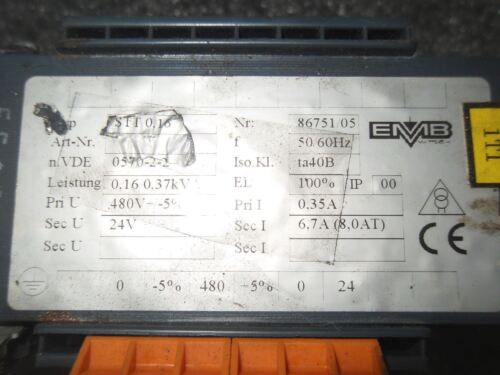 Typ STT 0,16 Nr: 86751/05 EMB
Art-Nr. f 50/60Hz
n.VDE 0570-2-2 Iso.Kl. ta40B
Leistung 0,16 0,37kVA ED 100% IP 00
Pri U 480V+-5% Pri I 0,35A
Sec U 24V Sec I 6,7A (8,0AT)
Sec U Sec I
CE
0 -5% 480 +5% 0 24